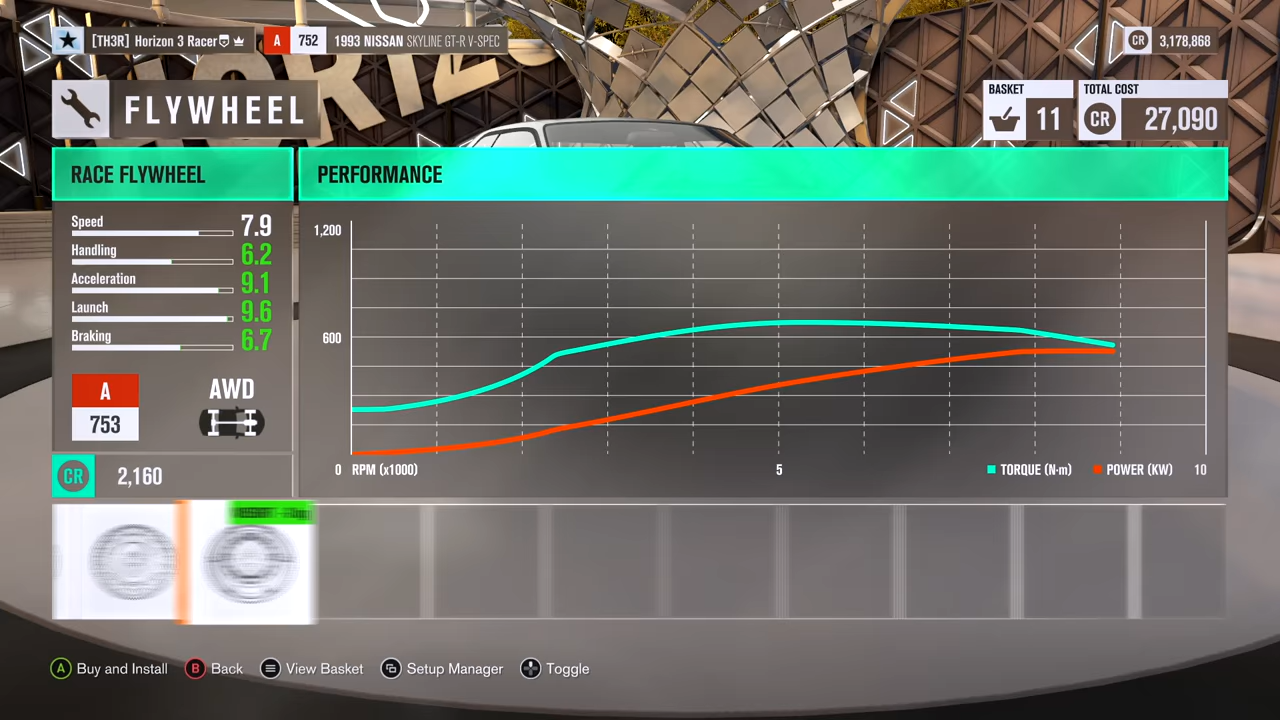 [TH3R] Horizon 3 Racer
A 752 1993 NISSAN SKYLINE GT-R V-SPEC
CR 3,178,868
FLYWHEEL
BASKET
11
TOTAL COST
CR 27,090
RACE FLYWHEEL
Speed 7.9
Handling 6.2
Acceleration 9.1
Launch 9.6
Braking 6.7
A
753
AWD
CR 2,160
PERFORMANCE
1,200
600
0 RPM (x1000) 5 10
TORQUE (N·m) POWER (KW)
A Buy and Install B Back View Basket Setup Manager Toggle